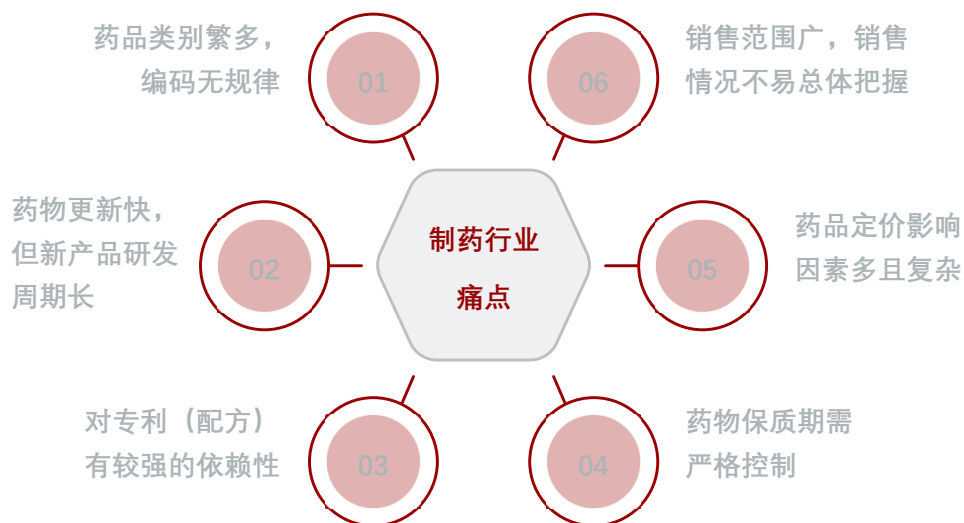 药品类别繁多，
编码无规律
01
药物更新快，
但新产品研发
周期长
02
对专利（配方）
有较强的依赖性
03
制药行业
痛点
06
销售范围广，销售
情况不易总体把握
05
药品定价影响
因素多且复杂
04
药物保质期需
严格控制